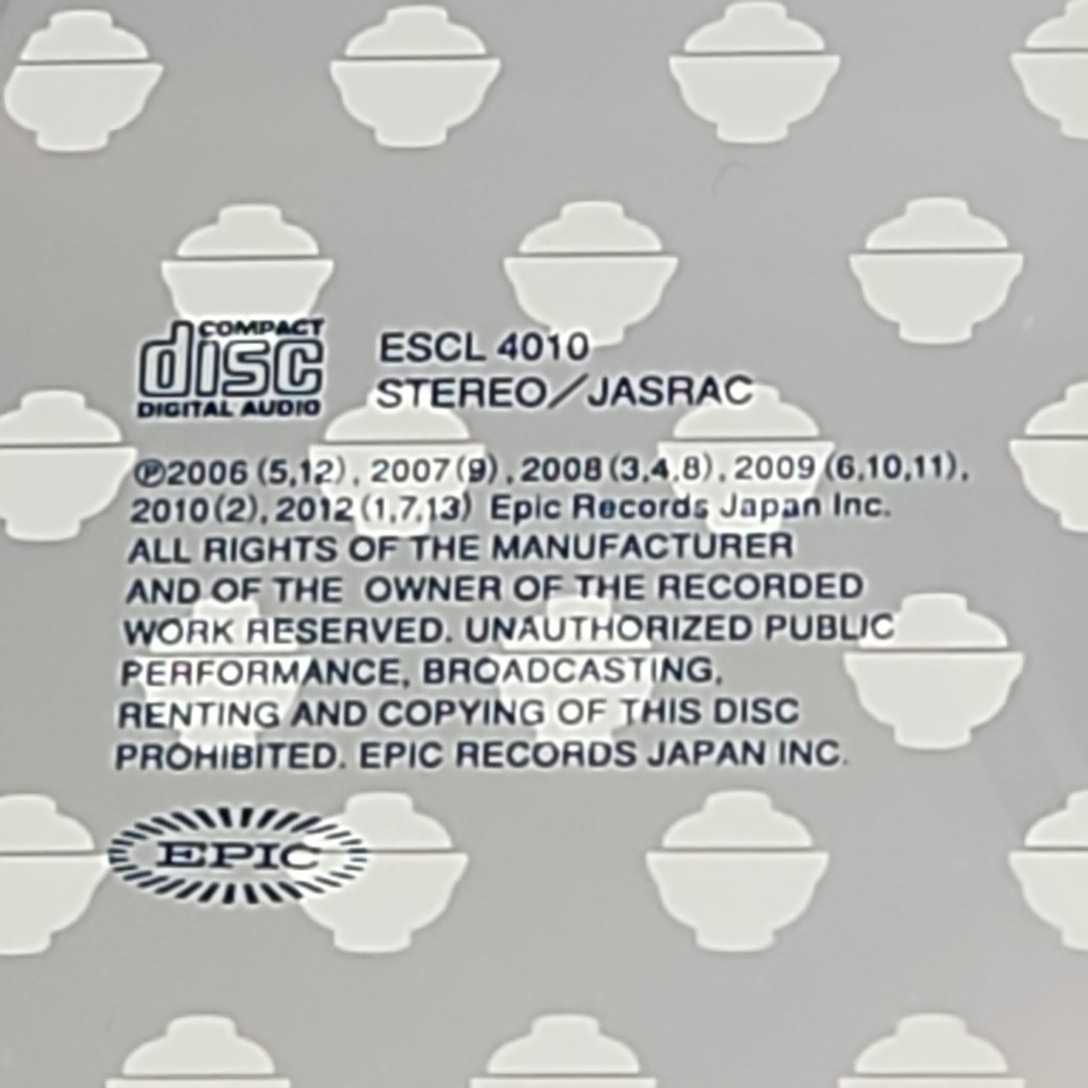 COMPACT
disc
DIGITAL AUDIO
ESCL 4010
STEREO/JASRAC
℗2006 (5,12), 2007(9), 2008 (3,4,8), 2009 (6,10,11),
2010(2), 2012(1,7,13) Epic Records Japan Inc.
ALL RIGHTS OF THE MANUFACTURER
AND OF THE OWNER OF THE RECORDED
WORK RESERVED. UNAUTHORIZED PUBLIC
PERFORMANCE, BROADCASTING,
RENTING AND COPYING OF THIS DISC
PROHIBITED. EPIC RECORDS JAPAN INC.
EPIC